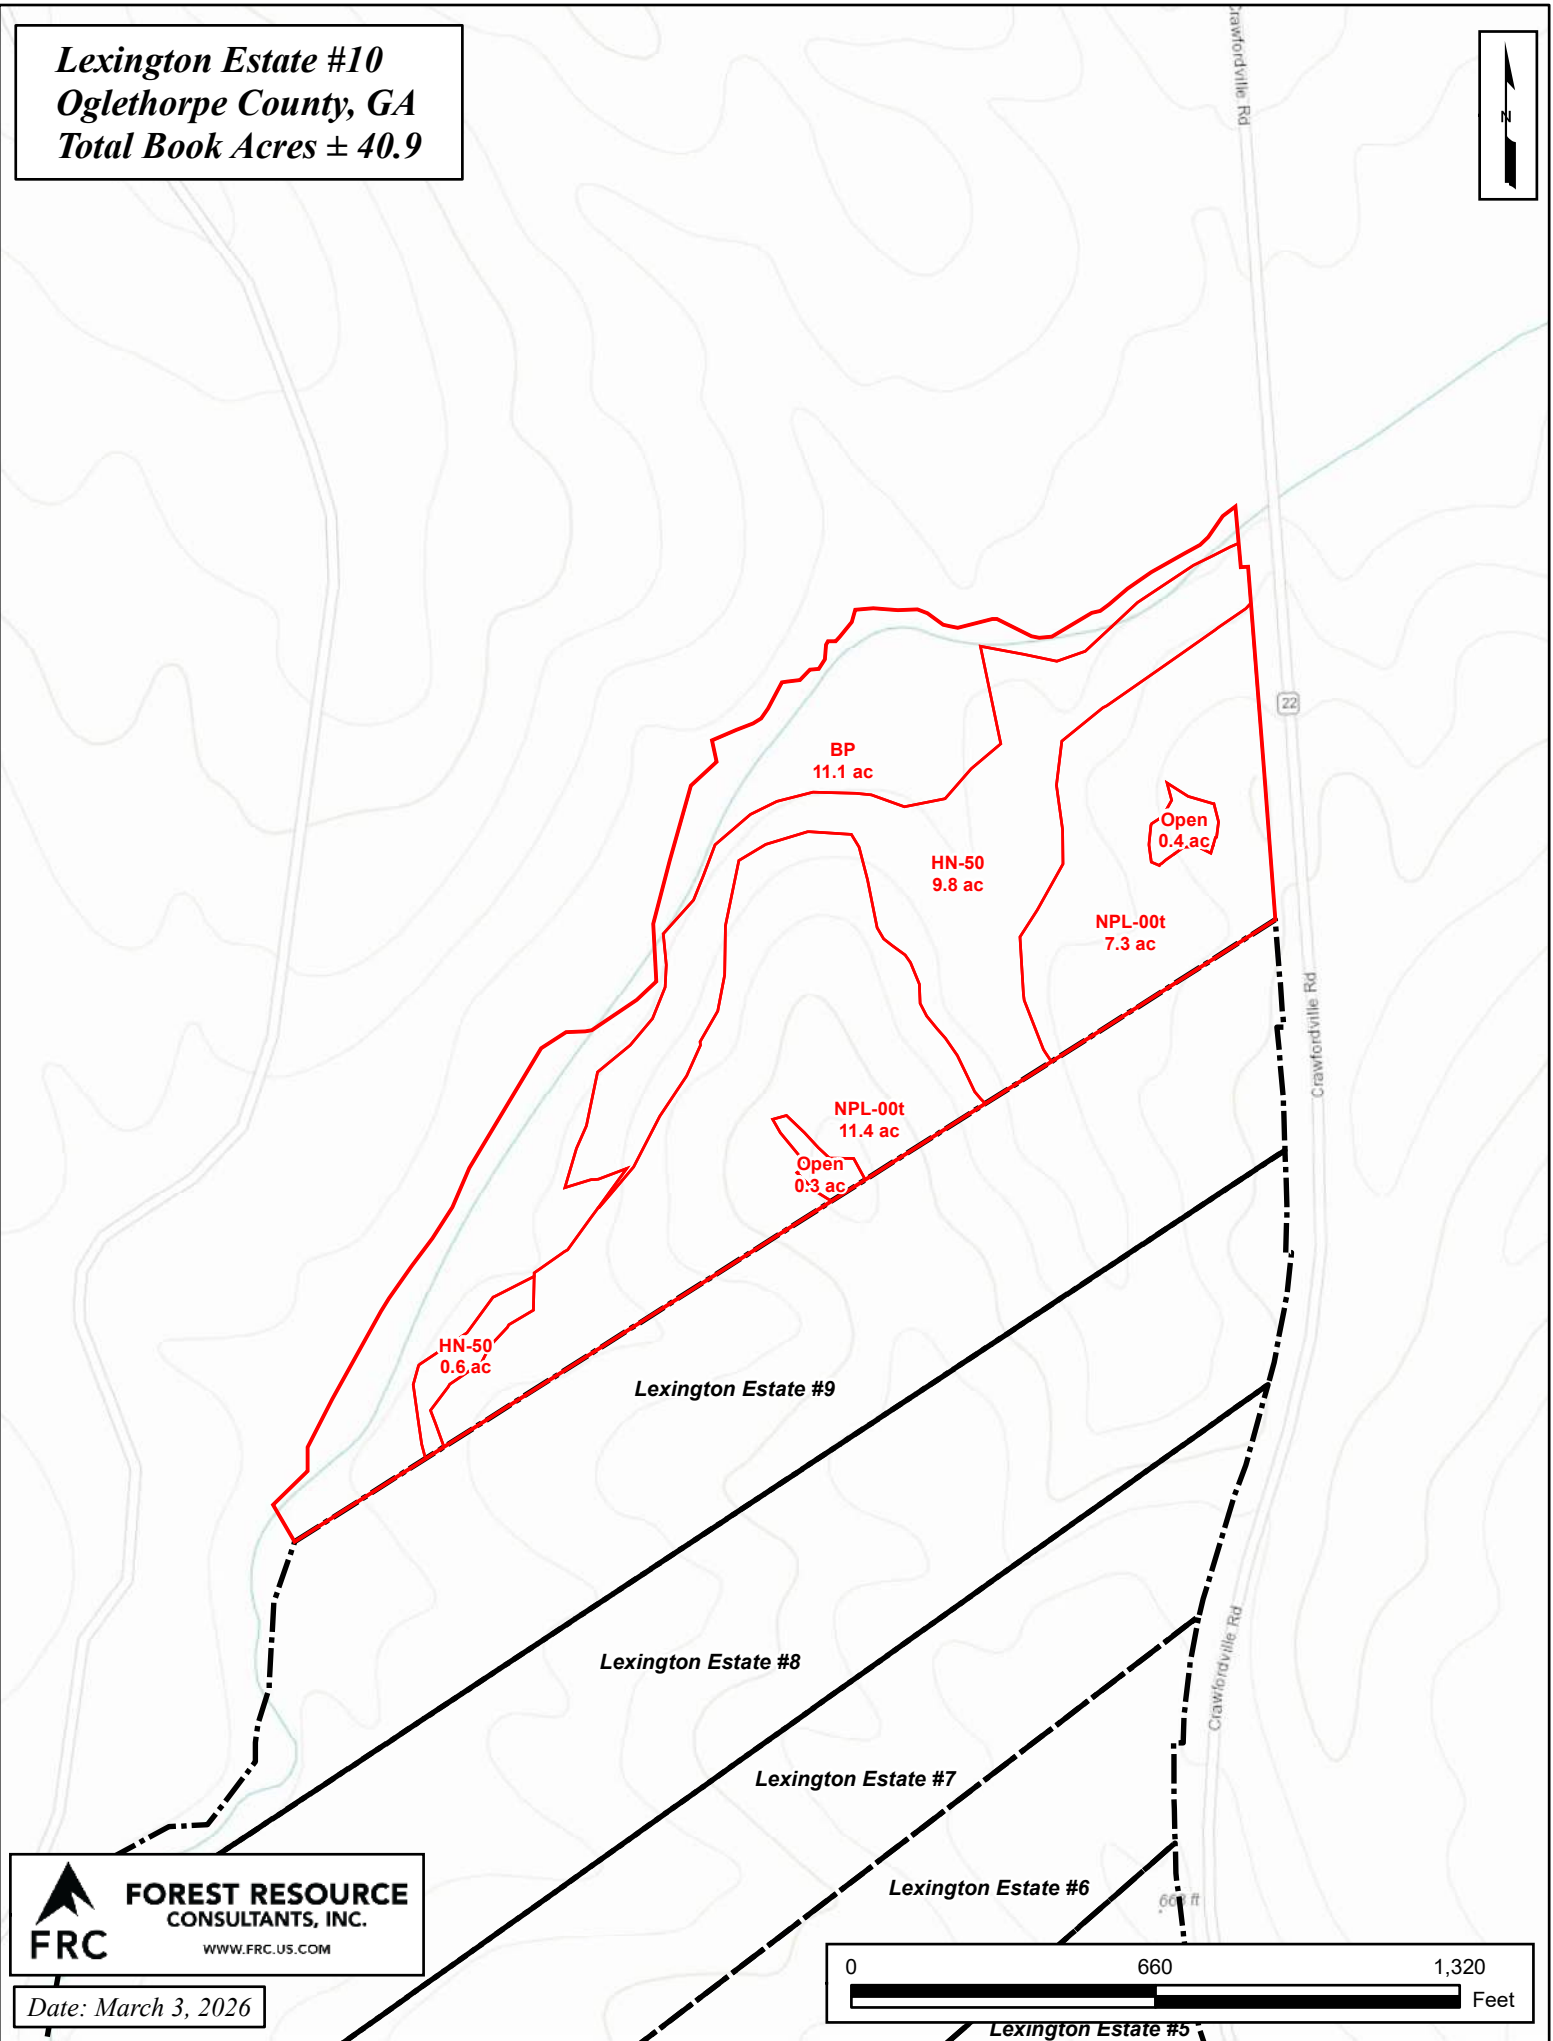 Lexington Estate #10
Oglethorpe County, GA
Total Book Acres ± 40.9
Crawfordville Rd
N
22
BP
11.1 ac
Open
0.4 ac
HN-50
9.8 ac
NPL-00t
7.3 ac
Crawfordville Rd
NPL-00t
11.4 ac
Open
0.3 ac
HN-50
0.6 ac
Lexington Estate #9
Lexington Estate #8
Crawfordville Rd
Lexington Estate #7
Lexington Estate #6
FRC
FOREST RESOURCE
CONSULTANTS, INC.
WWW.FRC.US.COM
0 660 1,320
Feet
Date: March 3, 2026
Lexington Estate #5